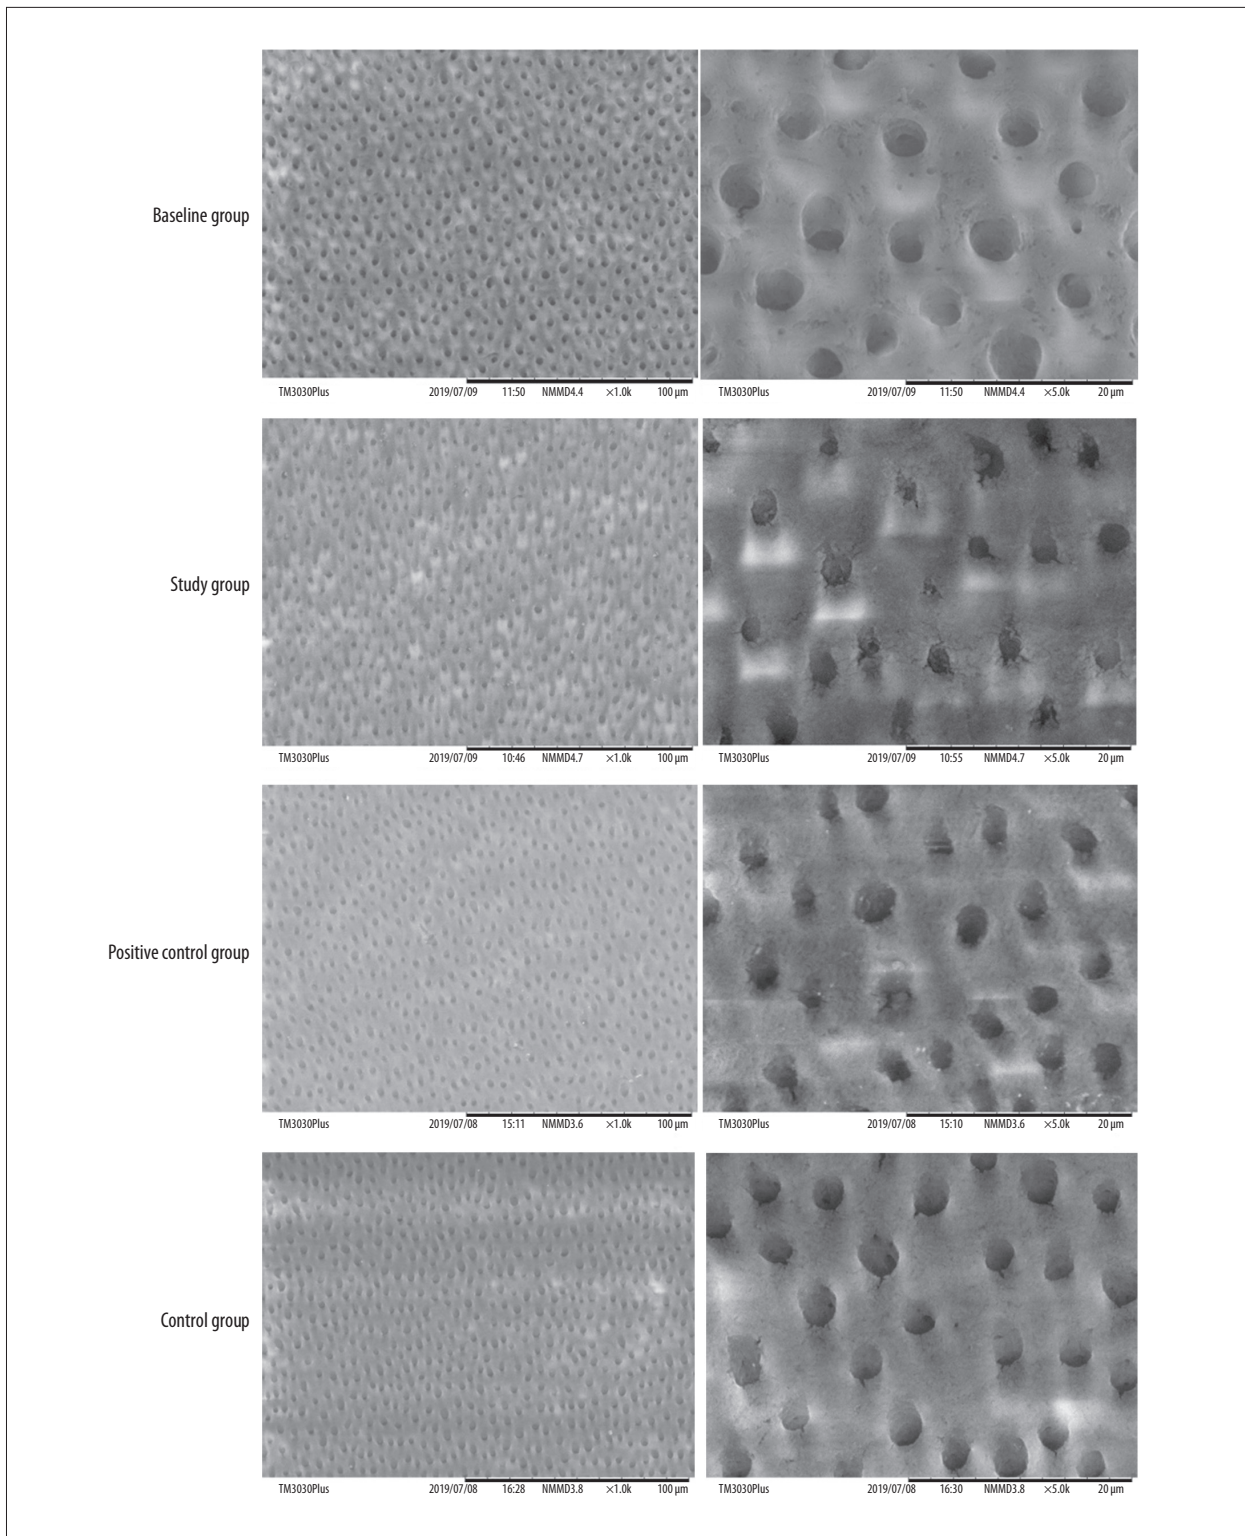 Baseline group
TM3030Plus 2019/07/09 11:50 NMMD4.4 ×1.0k 100 µm
TM3030Plus 2019/07/09 11:50 NMMD4.4 ×5.0k 20 µm
Study group
TM3030Plus 2019/07/09 10:46 NMMD4.7 ×1.0k 100 µm
TM3030Plus 2019/07/09 10:55 NMMD4.7 ×5.0k 20 µm
Positive control group
TM3030Plus 2019/07/08 15:11 NMMD3.6 ×1.0k 100 µm
TM3030Plus 2019/07/08 15:10 NMMD3.6 ×5.0k 20 µm
Control group
TM3030Plus 2019/07/08 16:28 NMMD3.8 ×1.0k 100 µm
TM3030Plus 2019/07/08 16:30 NMMD3.8 ×5.0k 20 µm